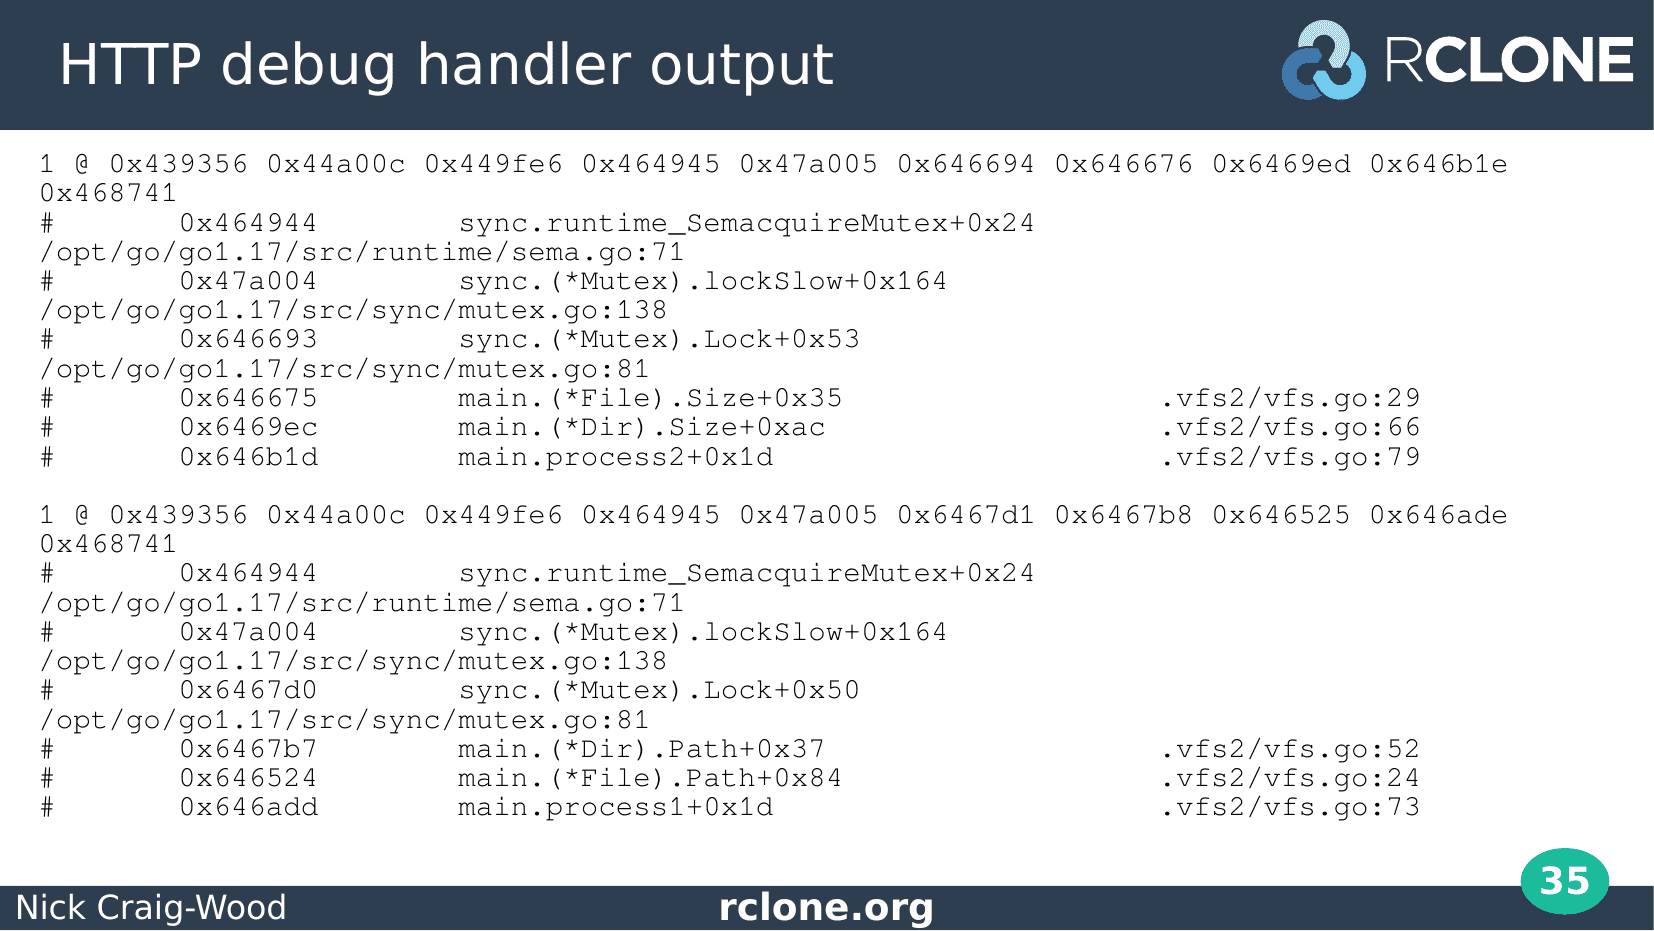 HTTP debug handler output
RCLONE
1 @ 0x439356 0x44a00c 0x449fe6 0x464945 0x47a005 0x646694 0x646676 0x6469ed 0x646b1e
0x468741
#       0x464944        sync.runtime_SemacquireMutex+0x24
/opt/go/go1.17/src/runtime/sema.go:71
#       0x47a004        sync.(*Mutex).lockSlow+0x164
/opt/go/go1.17/src/sync/mutex.go:138
#       0x646693        sync.(*Mutex).Lock+0x53
/opt/go/go1.17/src/sync/mutex.go:81
#       0x646675        main.(*File).Size+0x35                  .vfs2/vfs.go:29
#       0x6469ec        main.(*Dir).Size+0xac                   .vfs2/vfs.go:66
#       0x646b1d        main.process2+0x1d                      .vfs2/vfs.go:79
1 @ 0x439356 0x44a00c 0x449fe6 0x464945 0x47a005 0x6467d1 0x6467b8 0x646525 0x646ade
0x468741
#       0x464944        sync.runtime_SemacquireMutex+0x24
/opt/go/go1.17/src/runtime/sema.go:71
#       0x47a004        sync.(*Mutex).lockSlow+0x164
/opt/go/go1.17/src/sync/mutex.go:138
#       0x6467d0        sync.(*Mutex).Lock+0x50
/opt/go/go1.17/src/sync/mutex.go:81
#       0x6467b7        main.(*Dir).Path+0x37                   .vfs2/vfs.go:52
#       0x646524        main.(*File).Path+0x84                  .vfs2/vfs.go:24
#       0x646add        main.process1+0x1d                      .vfs2/vfs.go:73
35
Nick Craig-Wood
rclone.org